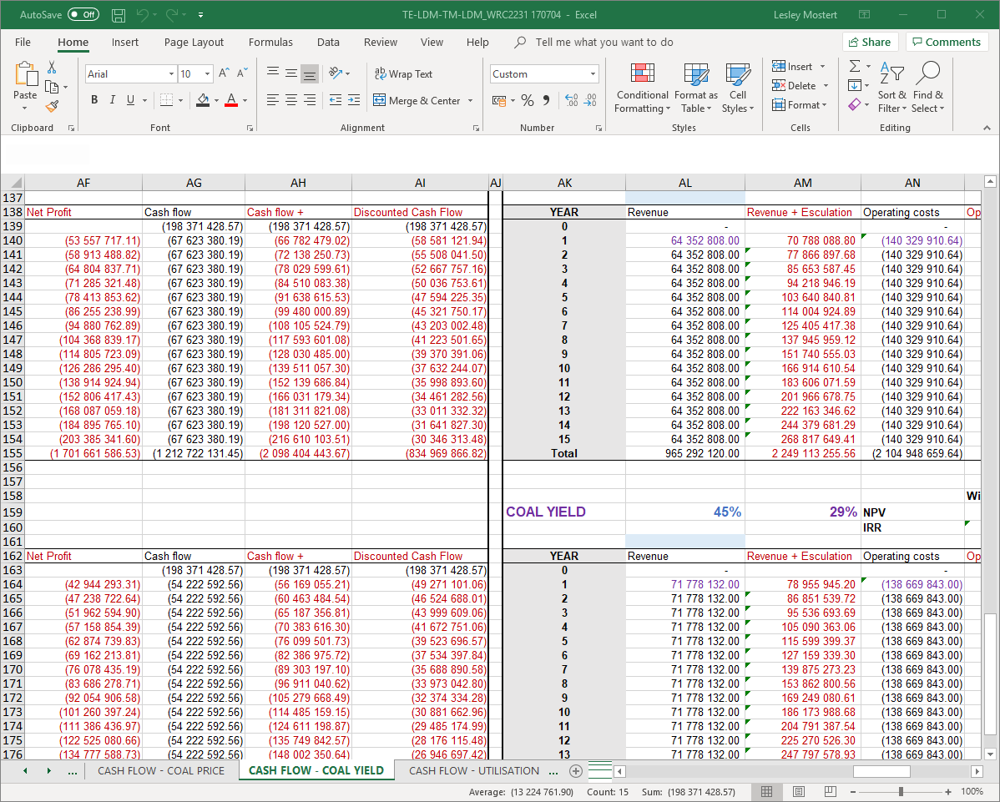 AutoSave Off TE-LDM-TM-LDM_WRC2231 170704 - Excel Lesley Mostert
File Home Insert Page Layout Formulas Data Review View Help Tell me what you want to do Share Comments
Paste Arial 10 A^ A˅ ab Wrap Text Custom Conditional Formatting Format as Table Cell Styles Insert Delete Format Sort & Filter Find & Select
B I U A Merge & Center % 9 .00 .00
Clipboard Font Alignment Number Styles Cells Editing
AF AG AH AI AJ AK AL AM AN
137
138 Net Profit Cash flow Cash flow + Discounted Cash Flow YEAR Revenue Revenue + Esculation Operating costs Op
139 (198 371 428.57) (198 371 428.57) (198 371 428.57) 0 - -
140 (53 557 717.11) (67 623 380.19) (66 782 479.02) (58 581 121.94) 1 64 352 808.00 70 788 088.80 (140 329 910.64)
141 (58 913 488.82) (67 623 380.19) (72 138 250.73) (55 508 041.50) 2 64 352 808.00 77 866 897.68 (140 329 910.64)
142 (64 804 837.71) (67 623 380.19) (78 029 599.61) (52 667 757.16) 3 64 352 808.00 85 653 587.45 (140 329 910.64)
143 (71 285 321.48) (67 623 380.19) (84 510 083.38) (50 036 753.61) 4 64 352 808.00 94 218 946.19 (140 329 910.64)
144 (78 413 853.62) (67 623 380.19) (91 638 615.53) (47 594 225.35) 5 64 352 808.00 103 640 840.81 (140 329 910.64)
145 (86 255 238.99) (67 623 380.19) (99 480 000.89) (45 321 750.17) 6 64 352 808.00 114 004 924.89 (140 329 910.64)
146 (94 880 762.89) (67 623 380.19) (108 105 524.79) (43 203 002.48) 7 64 352 808.00 125 405 417.38 (140 329 910.64)
147 (104 368 839.17) (67 623 380.19) (117 593 601.08) (41 223 501.65) 8 64 352 808.00 137 945 959.12 (140 329 910.64)
148 (114 805 723.09) (67 623 380.19) (128 030 485.00) (39 370 391.06) 9 64 352 808.00 151 740 555.03 (140 329 910.64)
149 (126 286 295.40) (67 623 380.19) (139 511 057.30) (37 632 244.07) 10 64 352 808.00 166 914 610.54 (140 329 910.64)
150 (138 914 924.94) (67 623 380.19) (152 139 686.84) (35 998 893.60) 11 64 352 808.00 183 606 071.59 (140 329 910.64)
151 (152 806 417.43) (67 623 380.19) (166 031 179.34) (34 461 282.56) 12 64 352 808.00 201 966 678.75 (140 329 910.64)
152 (168 087 059.18) (67 623 380.19) (181 311 821.08) (33 011 332.32) 13 64 352 808.00 222 163 346.62 (140 329 910.64)
153 (184 895 765.10) (67 623 380.19) (198 120 527.00) (31 641 827.30) 14 64 352 808.00 244 379 681.29 (140 329 910.64)
154 (203 385 341.60) (67 623 380.19) (216 610 103.51) (30 346 313.48) 15 64 352 808.00 268 817 649.41 (140 329 910.64)
155 (1 701 661 586.53) (1 212 722 131.45) (2 098 404 443.67) (834 969 866.82) Total 965 292 120.00 2 249 113 255.56 (2 104 948 659.64)
156
157
158 Wi
159 COAL YIELD 45% 29% NPV
160 IRR
161
162 Net Profit Cash flow Cash flow + Discounted Cash Flow YEAR Revenue Revenue + Esculation Operating costs Op
163 (198 371 428.57) (198 371 428.57) (198 371 428.57) 0 - -
164 (42 944 293.31) (54 222 592.56) (56 169 055.21) (49 271 101.06) 1 71 778 132.00 78 955 945.20 (138 669 843.00)
165 (47 238 722.64) (54 222 592.56) (60 463 484.54) (46 524 688.01) 2 71 778 132.00 86 851 539.72 (138 669 843.00)
166 (51 962 594.90) (54 222 592.56) (65 187 356.81) (43 999 609.06) 3 71 778 132.00 95 536 693.69 (138 669 843.00)
167 (57 158 854.39) (54 222 592.56) (70 383 616.30) (41 672 751.06) 4 71 778 132.00 105 090 363.06 (138 669 843.00)
168 (62 874 739.83) (54 222 592.56) (76 099 501.73) (39 523 696.57) 5 71 778 132.00 115 599 399.37 (138 669 843.00)
169 (69 162 213.81) (54 222 592.56) (82 386 975.72) (37 534 397.84) 6 71 778 132.00 127 159 339.30 (138 669 843.00)
170 (76 078 435.19) (54 222 592.56) (89 303 197.10) (35 688 890.58) 7 71 778 132.00 139 875 273.23 (138 669 843.00)
171 (83 686 278.71) (54 222 592.56) (96 911 040.62) (33 973 042.80) 8 71 778 132.00 153 862 800.56 (138 669 843.00)
172 (92 054 906.58) (54 222 592.56) (105 279 668.49) (32 374 334.28) 9 71 778 132.00 169 249 080.61 (138 669 843.00)
173 (101 260 397.24) (54 222 592.56) (114 485 159.15) (30 881 662.96) 10 71 778 132.00 186 173 988.68 (138 669 843.00)
174 (111 386 436.97) (54 222 592.56) (124 611 198.87) (29 485 174.99) 11 71 778 132.00 204 791 387.54 (138 669 843.00)
175 (122 525 080.66) (54 222 592.56) (135 749 842.57) (28 176 115.48) 12 71 778 132.00 225 270 526.30 (138 669 843.00)
176 (134 777 588.73) (54 222 592.56) (148 002 350.64) (26 946 697.42) 13 71 778 132.00 247 797 578.93 (138 669 843.00)
... CASH FLOW - COAL PRICE CASH FLOW - COAL YIELD CASH FLOW - UTILISATION ...
Average: (13 224 761.90) Count: 15 Sum: (198 371 428.57) 100%